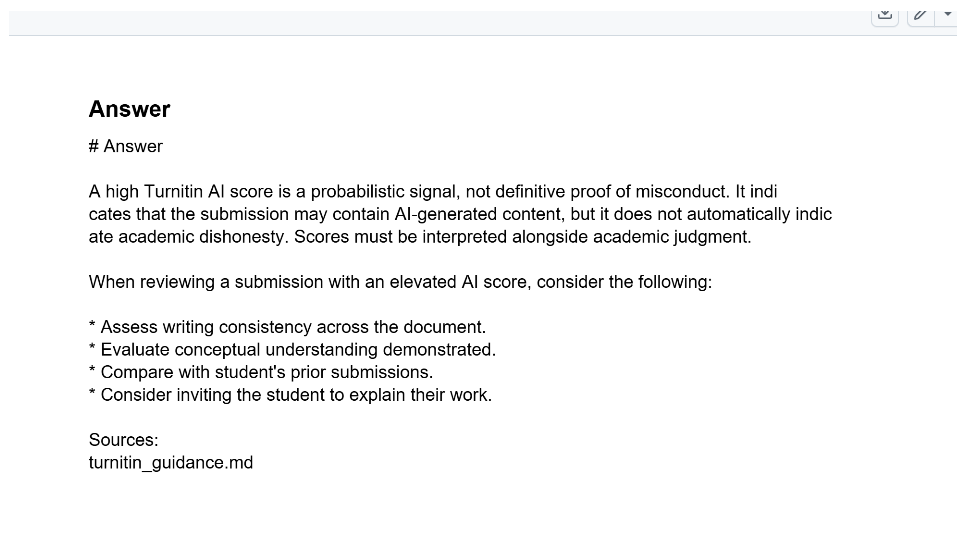 Answer
# Answer
A high Turnitin AI score is a probabilistic signal, not definitive proof of misconduct. It indi
cates that the submission may contain AI-generated content, but it does not automatically indic
ate academic dishonesty. Scores must be interpreted alongside academic judgment.
When reviewing a submission with an elevated AI score, consider the following:
* Assess writing consistency across the document.
* Evaluate conceptual understanding demonstrated.
* Compare with student's prior submissions.
* Consider inviting the student to explain their work.
Sources:
turnitin_guidance.md